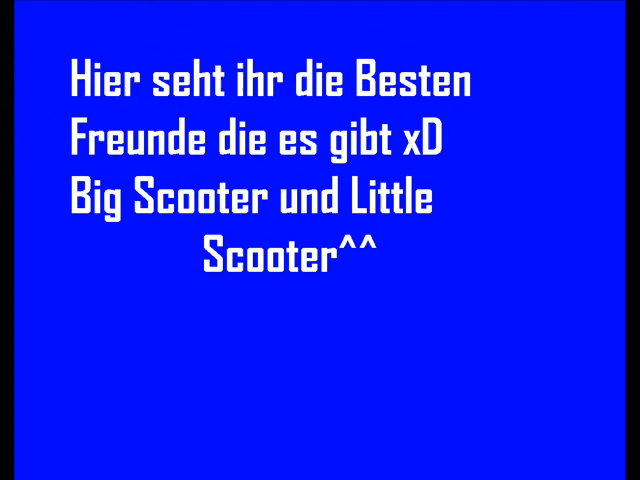 Hier seht ihr die Besten
Freunde die es gibt xD
Big Scooter und Little
Scooter^^